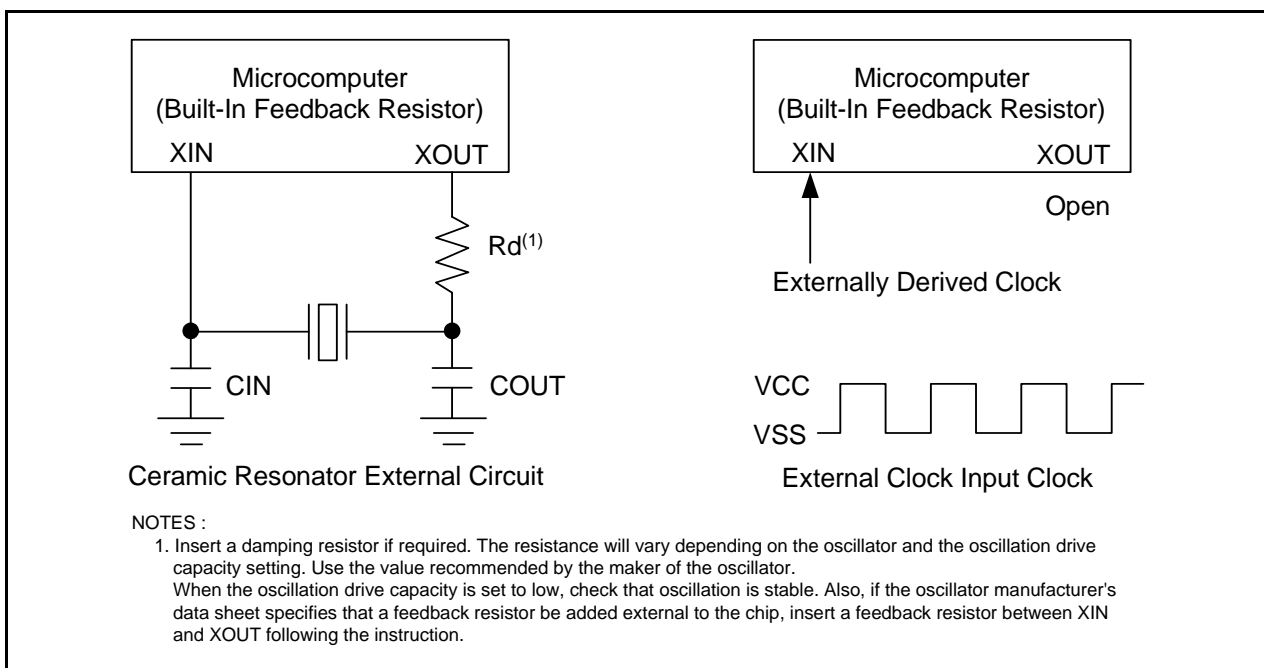 Microcomputer
(Built-In Feedback Resistor)
XIN
XOUT
Rd(1)
CIN
COUT
Ceramic Resonator External Circuit
Microcomputer
(Built-In Feedback Resistor)
XIN
XOUT
Open
Externally Derived Clock
VCC
VSS
External Clock Input Clock
NOTES :
1. Insert a damping resistor if required. The resistance will vary depending on the oscillator and the oscillation drive
capacity setting. Use the value recommended by the maker of the oscillator.
When the oscillation drive capacity is set to low, check that oscillation is stable. Also, if the oscillator manufacturer's
data sheet specifies that a feedback resistor be added external to the chip, insert a feedback resistor between XIN
and XOUT following the instruction.